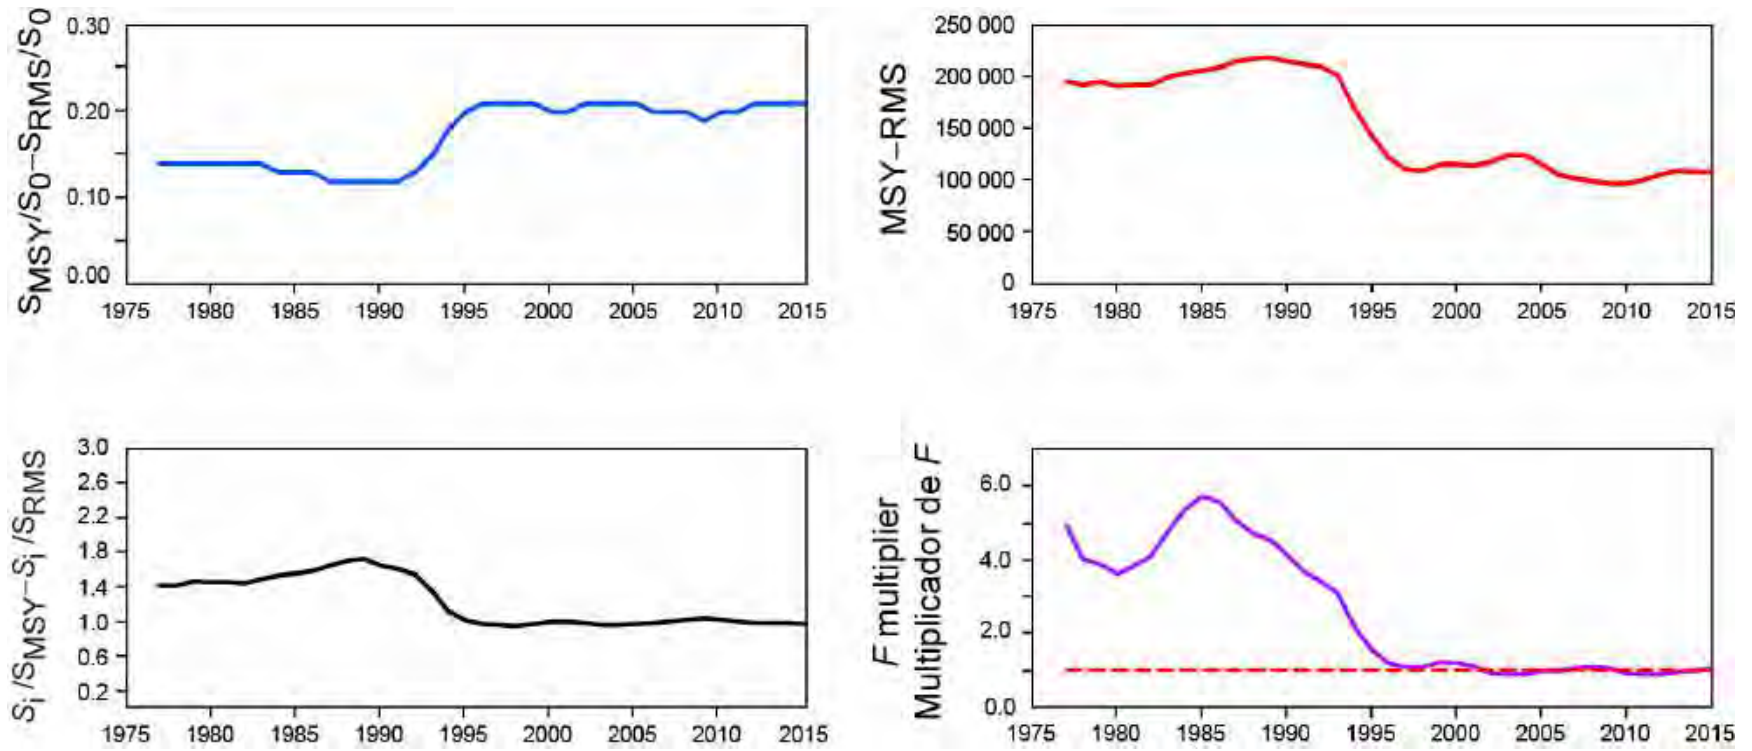 SMSY/S0–SRMS/S0
0.30
0.20
0.10
0.00
1975 1980 1985 1990 1995 2000 2005 2010 2015
MSY–RMS
250 000
200 000
150 000
100 000
50 000
0
1975 1980 1985 1990 1995 2000 2005 2010 2015
Si /SMSY–Si /SRMS
3.0
2.6
2.2
1.8
1.4
1.0
0.6
0.2
1975 1980 1985 1990 1995 2000 2005 2010 2015
F multiplier
Multiplicador de F
6.0
4.0
2.0
0.0
1975 1980 1985 1990 1995 2000 2005 2010 2015